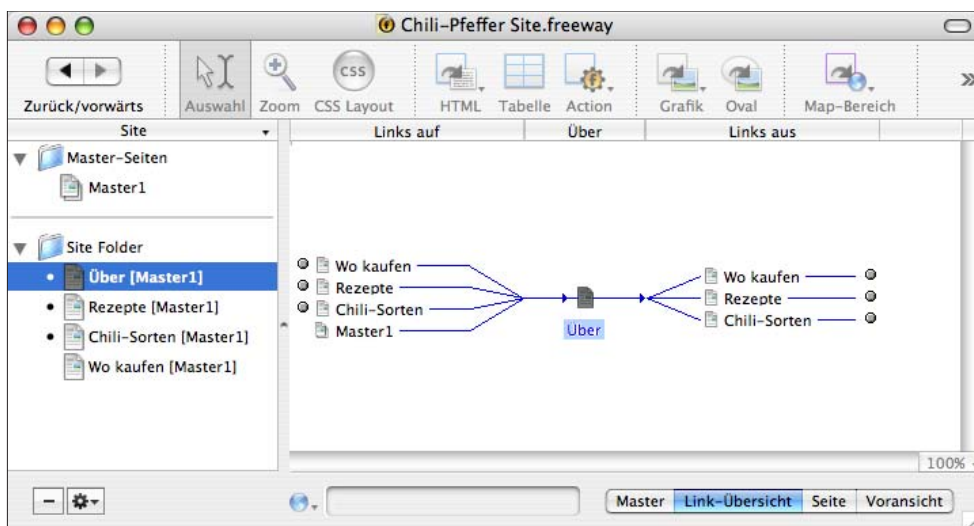 Chili-Pfeffer Site.freeway
Zurück/vorwärts
Auswahl
Zoom
CSS
CSS Layout
HTML
Tabelle
Action
Grafik
Oval
Map-Bereich
Site
Links auf
Über
Links aus
Master-Seiten
Master1
Site Folder
Über [Master1]
Rezepte [Master1]
Chili-Sorten [Master1]
Wo kaufen [Master1]
Wo kaufen
Rezepte
Chili-Sorten
Master1
Über
Wo kaufen
Rezepte
Chili-Sorten
100%
Master
Link-Übersicht
Seite
Voransicht